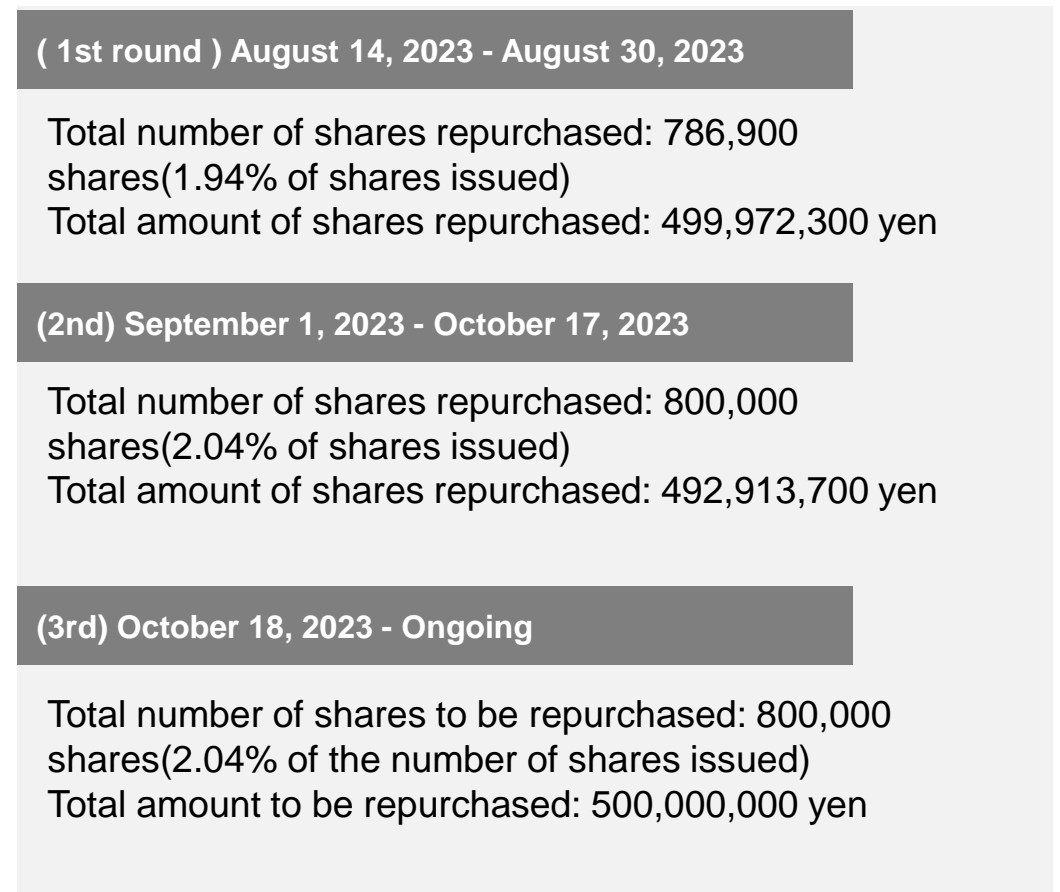 ( 1st round ) August 14, 2023 - August 30, 2023
Total number of shares repurchased: 786,900
shares(1.94% of shares issued)
Total amount of shares repurchased: 499,972,300 yen
(2nd) September 1, 2023 - October 17, 2023
Total number of shares repurchased: 800,000
shares(2.04% of shares issued)
Total amount of shares repurchased: 492,913,700 yen
(3rd) October 18, 2023 - Ongoing
Total number of shares to be repurchased: 800,000
shares(2.04% of the number of shares issued)
Total amount to be repurchased: 500,000,000 yen